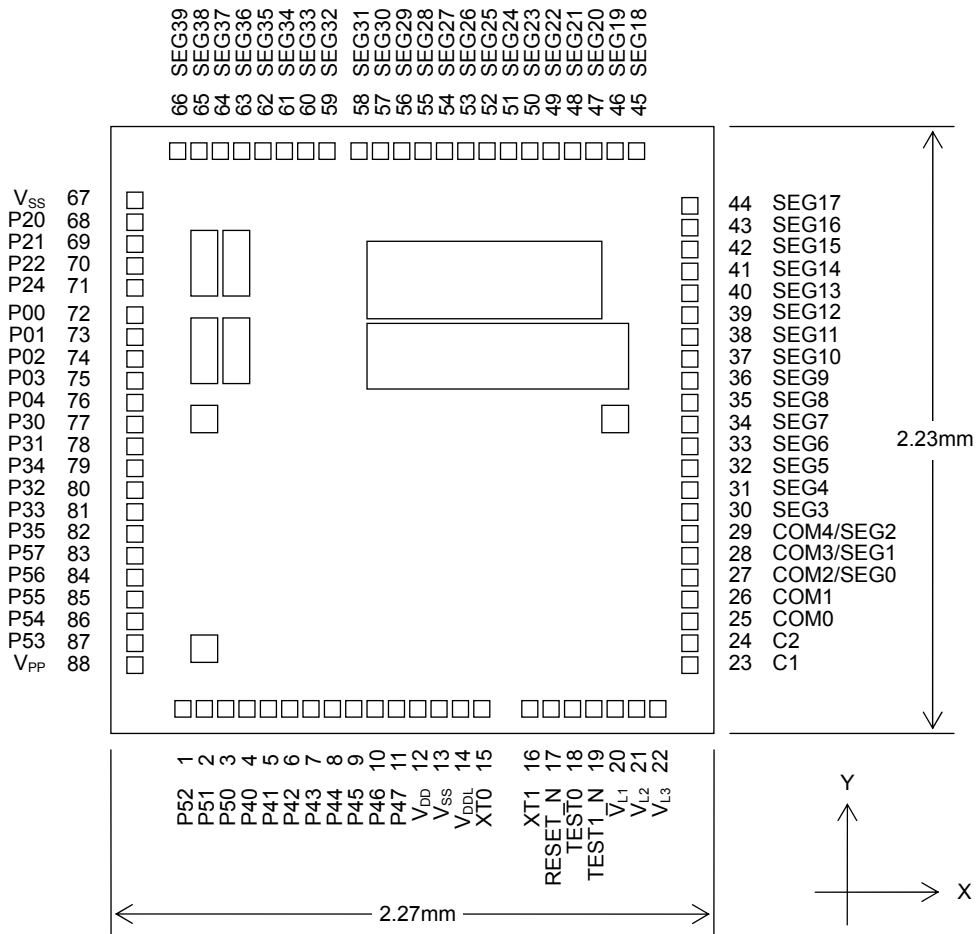 SEG39
SEG38
SEG37
SEG36
SEG35
SEG34
SEG33
SEG32
SEG31
SEG30
SEG29
SEG28
SEG27
SEG26
SEG25
SEG24
SEG23
SEG22
SEG21
SEG20
SEG19
SEG18
66
65
64
63
62
61
60
59
58
57
56
55
54
53
52
51
50
49
48
47
46
45
VSS 67
P20 68
P21 69
P22 70
P24 71
P00 72
P01 73
P02 74
P03 75
P04 76
P30 77
P31 78
P34 79
P32 80
P33 81
P35 82
P57 83
P56 84
P55 85
P54 86
P53 87
VPP 88
44 SEG17
43 SEG16
42 SEG15
41 SEG14
40 SEG13
39 SEG12
38 SEG11
37 SEG10
36 SEG9
35 SEG8
34 SEG7
33 SEG6
32 SEG5
31 SEG4
30 SEG3
29 COM4/SEG2
28 COM3/SEG1
27 COM2/SEG0
26 COM1
25 COM0
24 C2
23 C1
2.23mm
1
2
3
4
5
6
7
8
9
10
11
12
13
14
15
16
17
18
19
20
21
22
P52
P51
P50
P40
P41
P42
P43
P44
P45
P46
P47
VDD
VSS
VDDL
XT0
XT1
RESET_N
TEST0
TEST1_N
VL1
VL2
VL3
Y
X
2.27mm